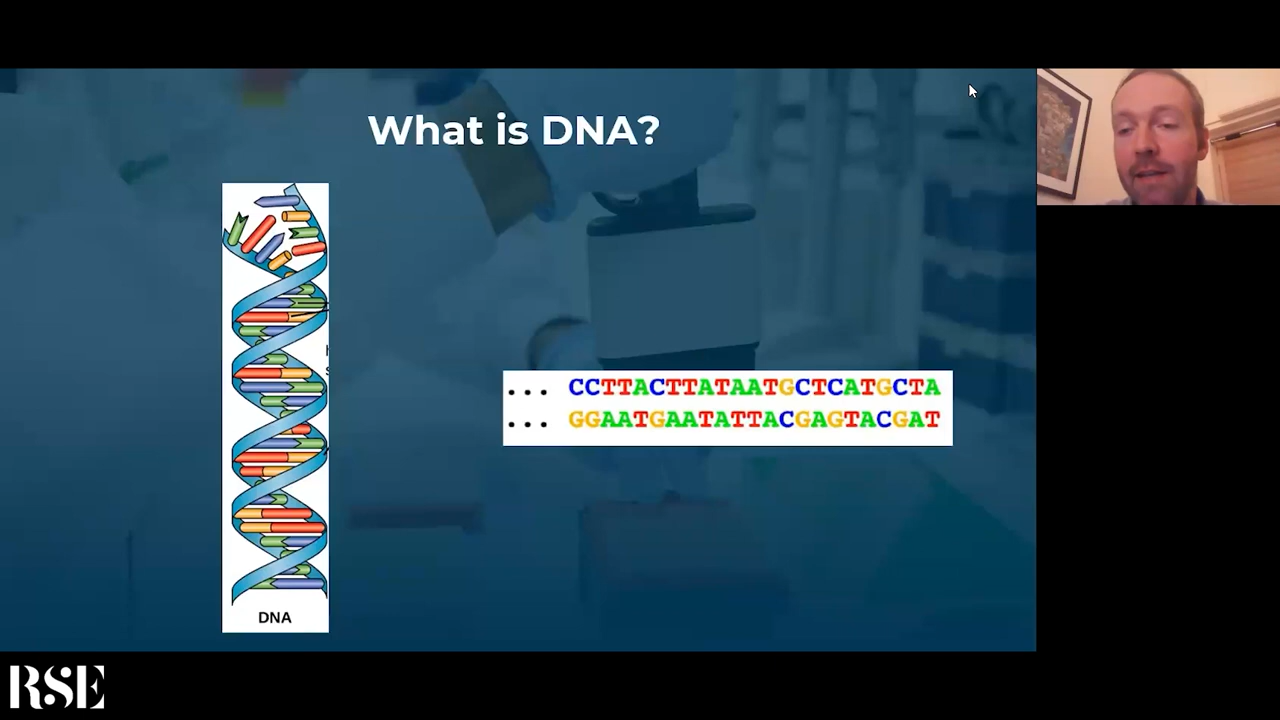 What is DNA?
... CCTTACTTATAATGCTCATGCTA
... GGAATGAATATTACGAGTACGAT
DNA
RSE